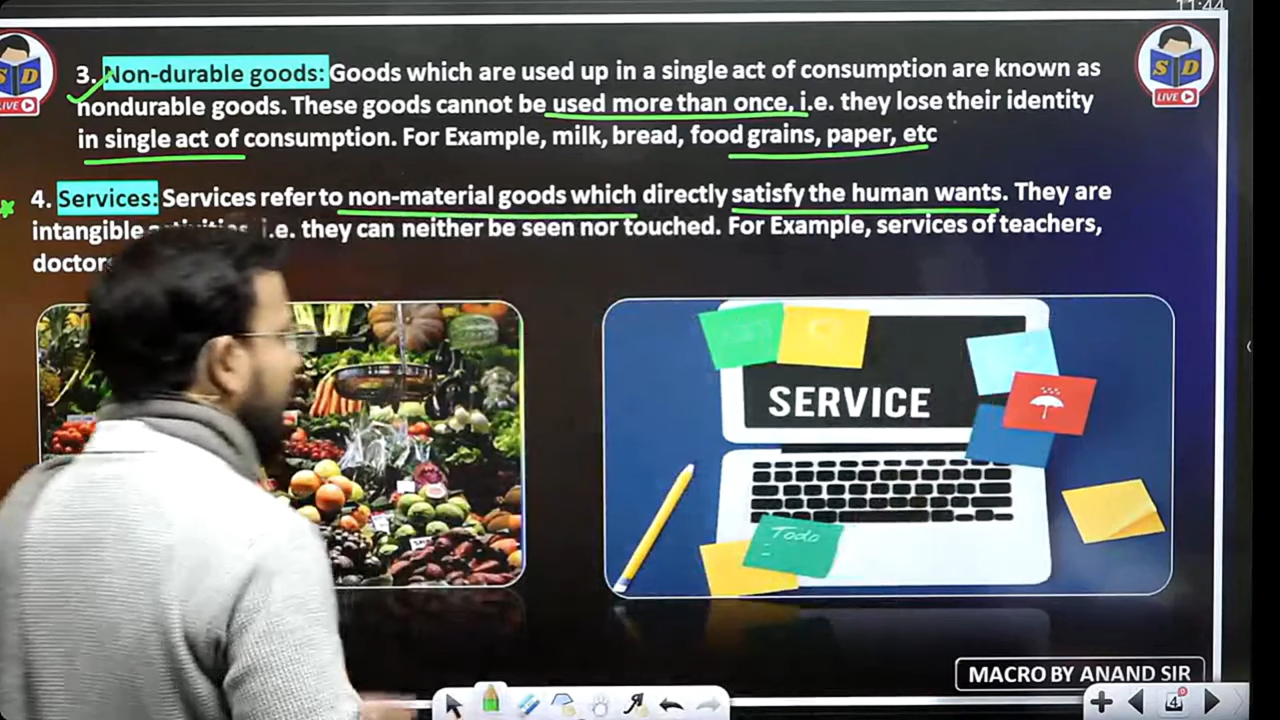 11:44
3. Non-durable goods: Goods which are used up in a single act of consumption are known as
nondurable goods. These goods cannot be used more than once, i.e. they lose their identity
in single act of consumption. For Example, milk, bread, food grains, paper, etc
4. Services: Services refer to non-material goods which directly satisfy the human wants. They are
intangible activities, i.e. they can neither be seen nor touched. For Example, services of teachers,
S D
LIVE
S D
LIVE
SERVICE
Todo
MACRO BY ANAND SIR
4